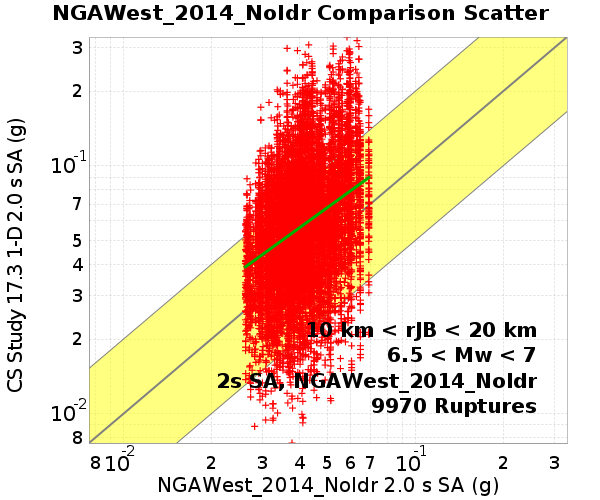 NGAWest_2014_NoIdr Comparison Scatter
CS Study 17.3 1-D 2.0 s SA (g)
3
2
10^-1
7
6
5
4
3
2
10^-2
8
10 km < rJB < 20 km
6.5 < Mw < 7
2s SA, NGAWest_2014_NoIdr
9970 Ruptures
8 10^-2 2 3 4 5 6 7 10^-1 2 3
NGAWest_2014_NoIdr 2.0 s SA (g)